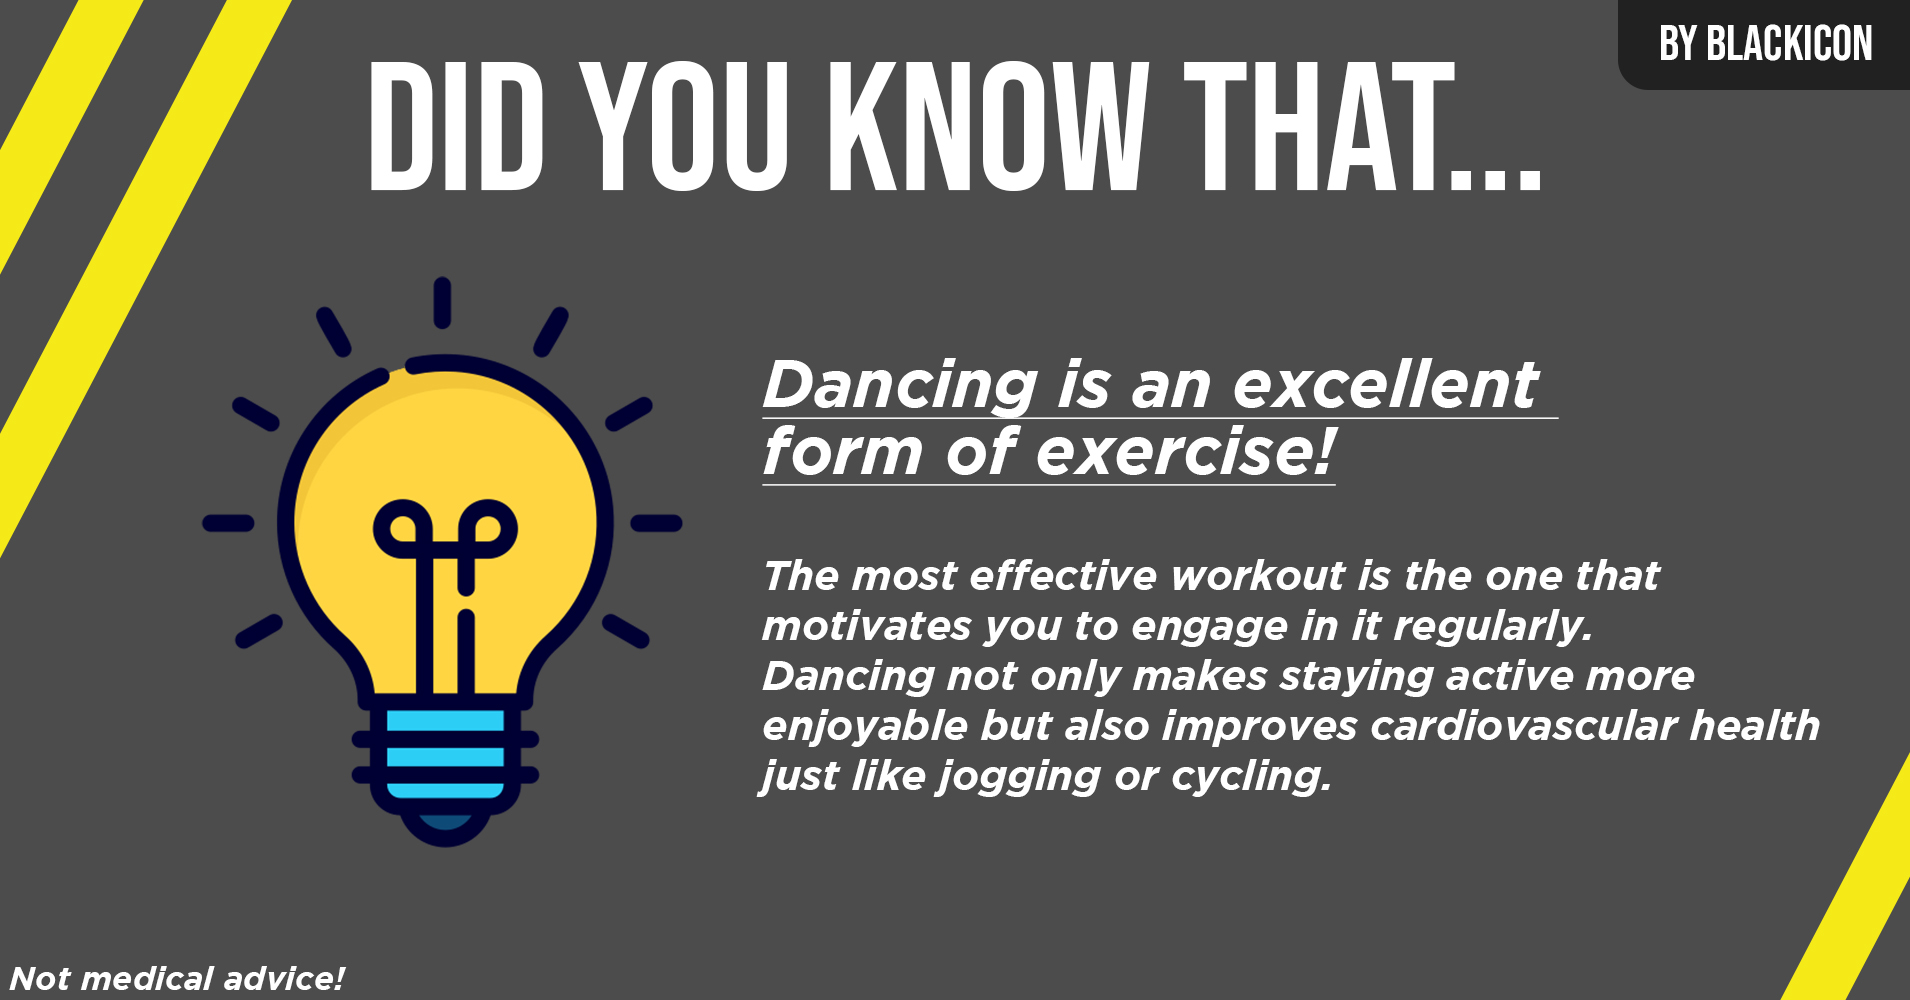 BY BLACKICON
DID YOU KNOW THAT...
Dancing is an excellent
form of exercise!
The most effective workout is the one that
motivates you to engage in it regularly.
Dancing not only makes staying active more
enjoyable but also improves cardiovascular health
just like jogging or cycling.
Not medical advice!